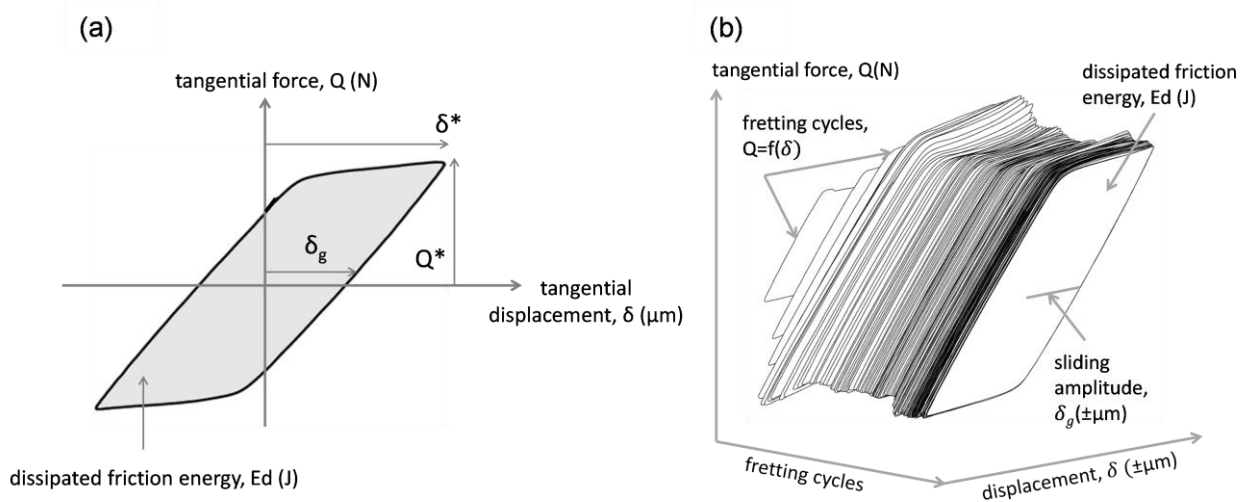 (a)
tangential force, Q (N)
δ*
δg
Q*
tangential
displacement, δ (μm)
dissipated friction energy, Ed (J)
(b)
tangential force, Q(N)
dissipated friction
energy, Ed (J)
fretting cycles,
Q=f(δ)
sliding
amplitude,
δg(±μm)
fretting cycles
displacement, δ (±μm)